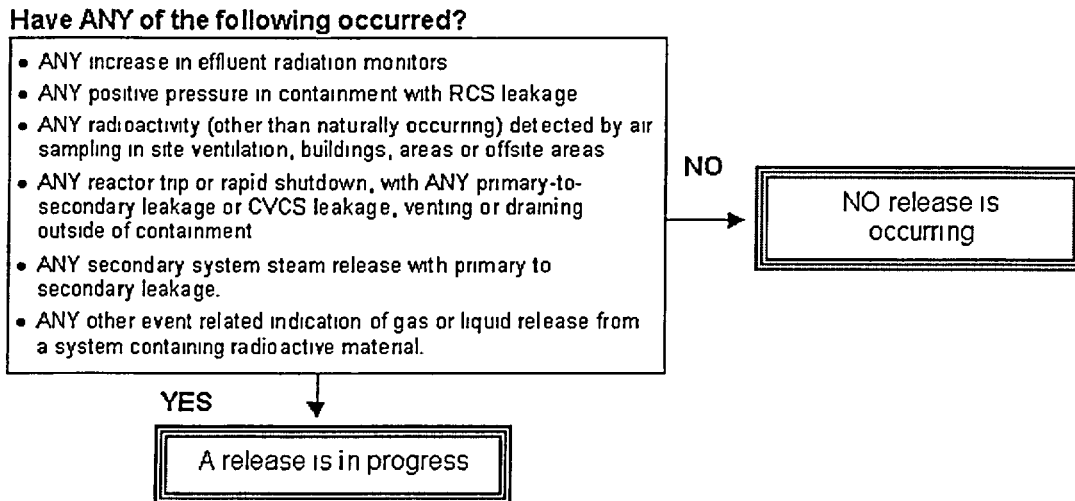 Have ANY of the following occurred?
• ANY increase in effluent radiation monitors
• ANY positive pressure in containment with RCS leakage
• ANY radioactivity (other than naturally occurring) detected by air
sampling in site ventilation, buildings, areas or offsite areas
• ANY reactor trip or rapid shutdown, with ANY primary-to-
secondary leakage or CVCS leakage, venting or draining
outside of containment
• ANY secondary system steam release with primary to
secondary leakage.
• ANY other event related indication of gas or liquid release from
a system containing radioactive material.
NO
NO release is
occurring
YES
A release is in progress